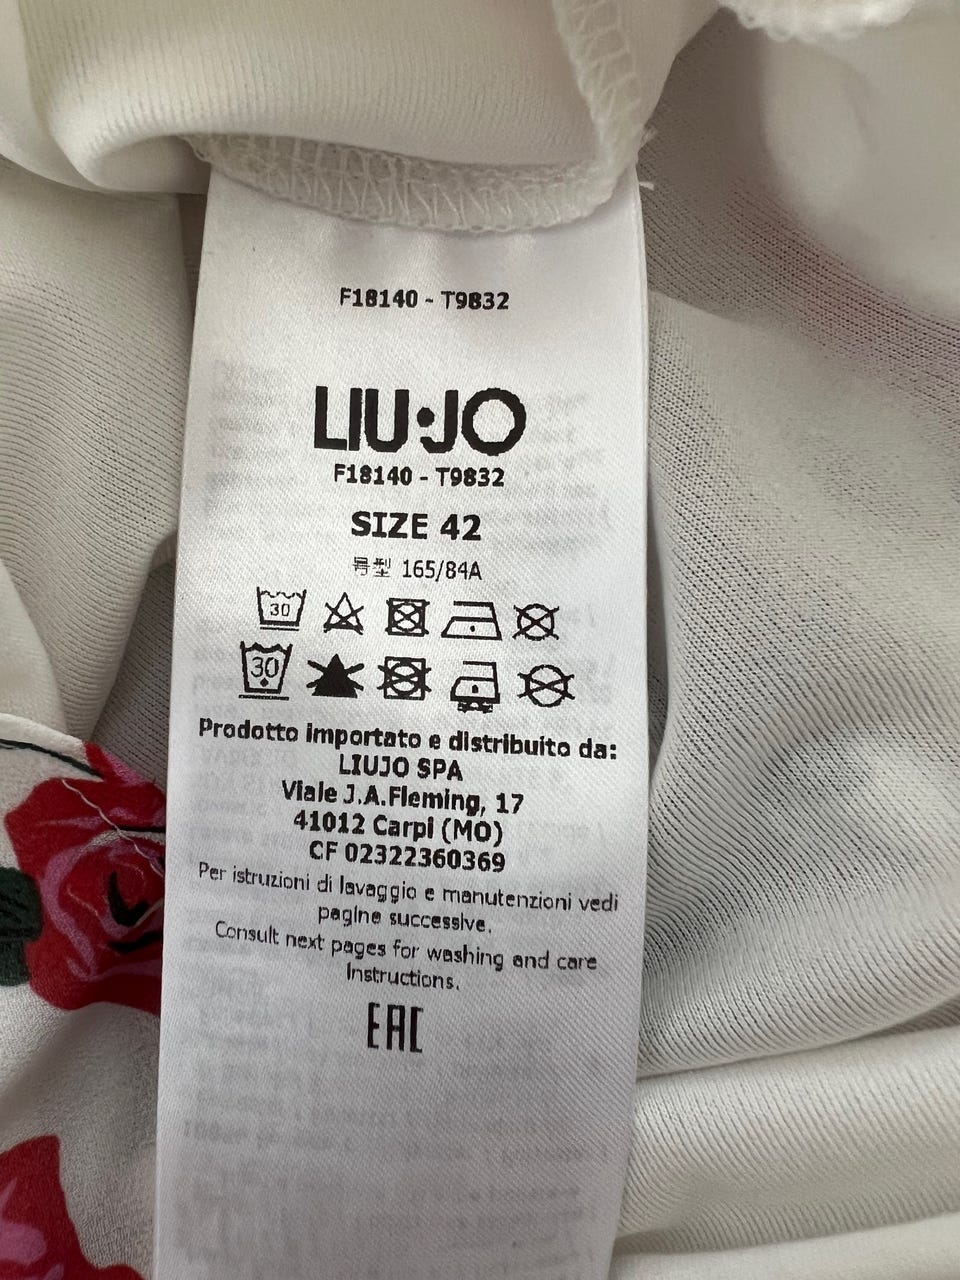 F18140 - T9832
LIU·JO
F18140 - T9832
SIZE 42
号型 165/84A
30
30
Prodotto importato e distribuito da:
LIUJO SPA
Viale J.A.Fleming, 17
41012 Carpi (MO)
CF 02322360369
Per istruzioni di lavaggio e manutenzioni vedi
pagine successive.
Consult next pages for washing and care
Instructions.
EAC